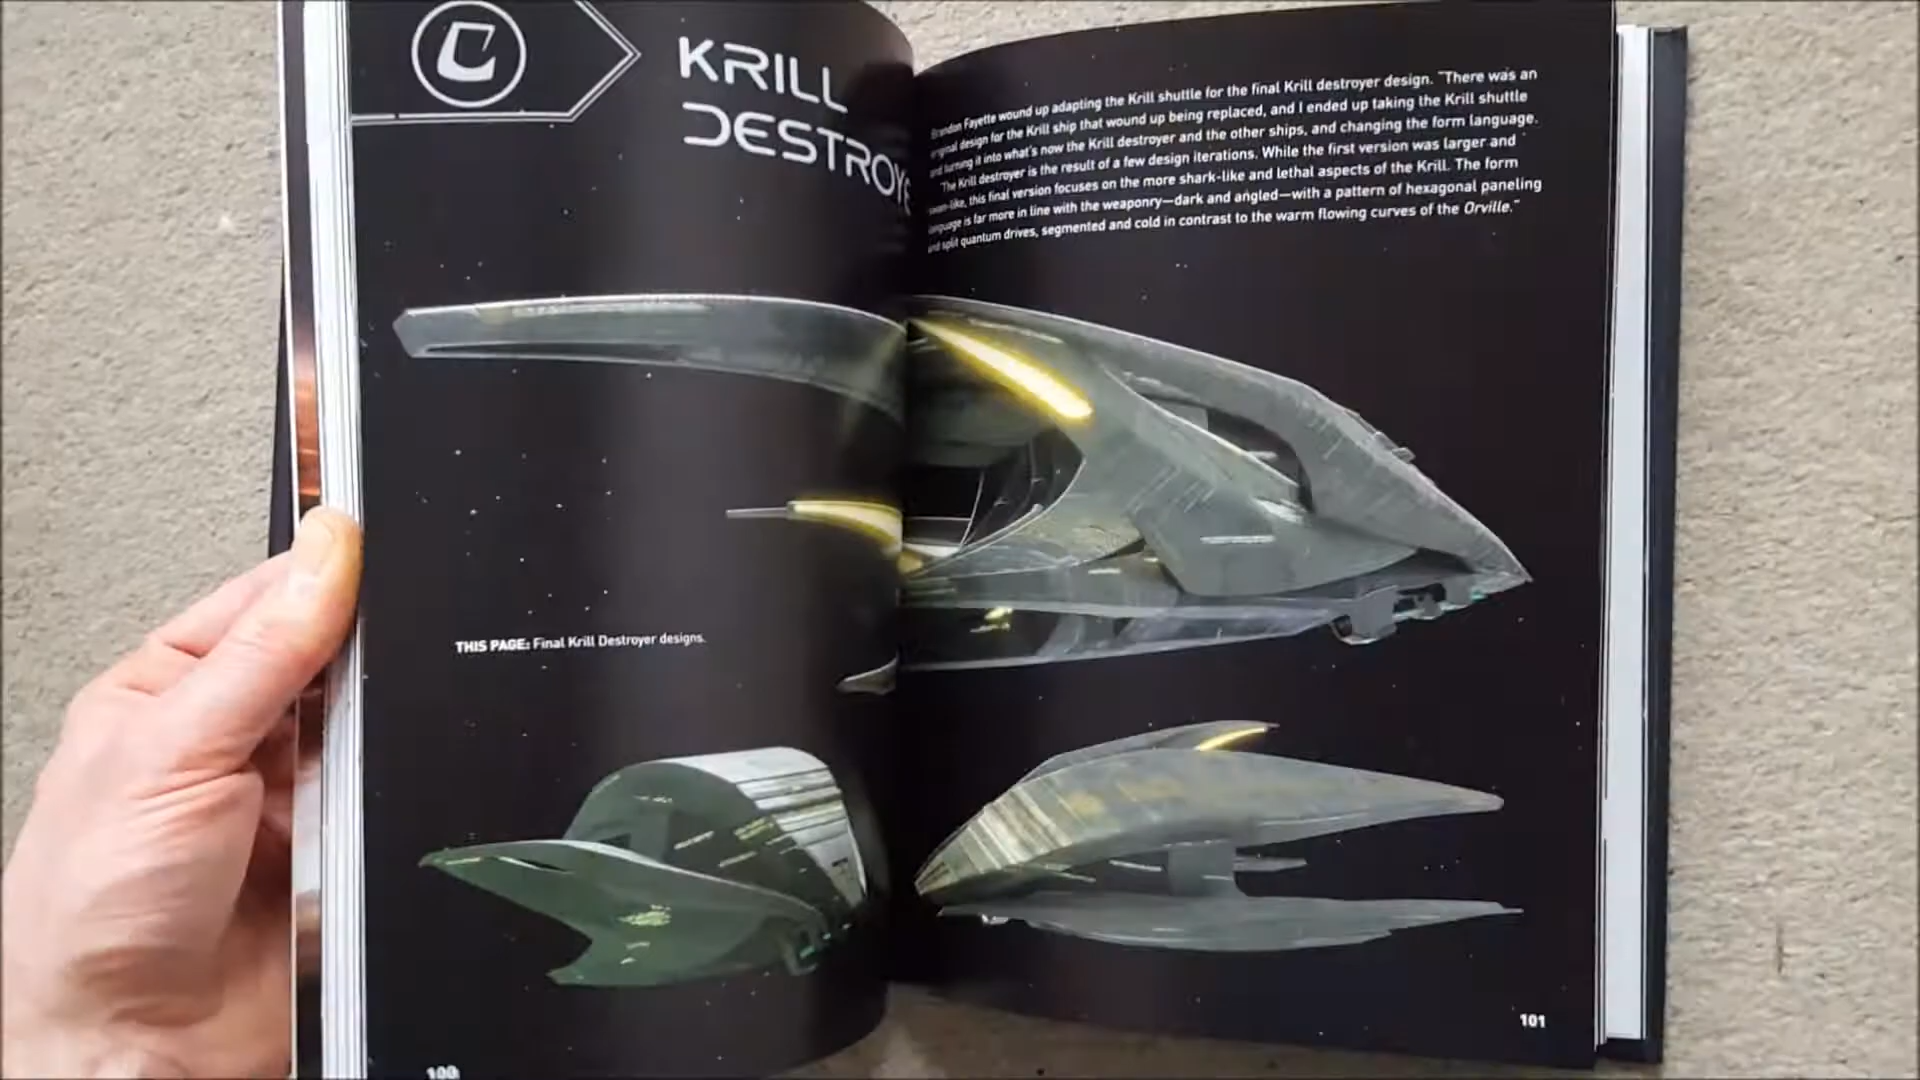 KRILL
DESTROYE
Brandon Fayette wound up adapting the Krill shuttle for the final Krill destroyer design. "There was an
original design for the Krill ship that wound up being replaced, and I ended up taking the Krill shuttle
and turning it into what's now the Krill destroyer and the other ships, and changing the form language.
The Krill destroyer is the result of a few design iterations. While the first version was larger and
swan-like, this final version focuses on the more shark-like and lethal aspects of the Krill. The form
language is far more in line with the weaponry—dark and angled—with a pattern of hexagonal paneling
and split quantum drives, segmented and cold in contrast to the warm flowing curves of the Orville."
THIS PAGE: Final Krill Destroyer designs.
100
101